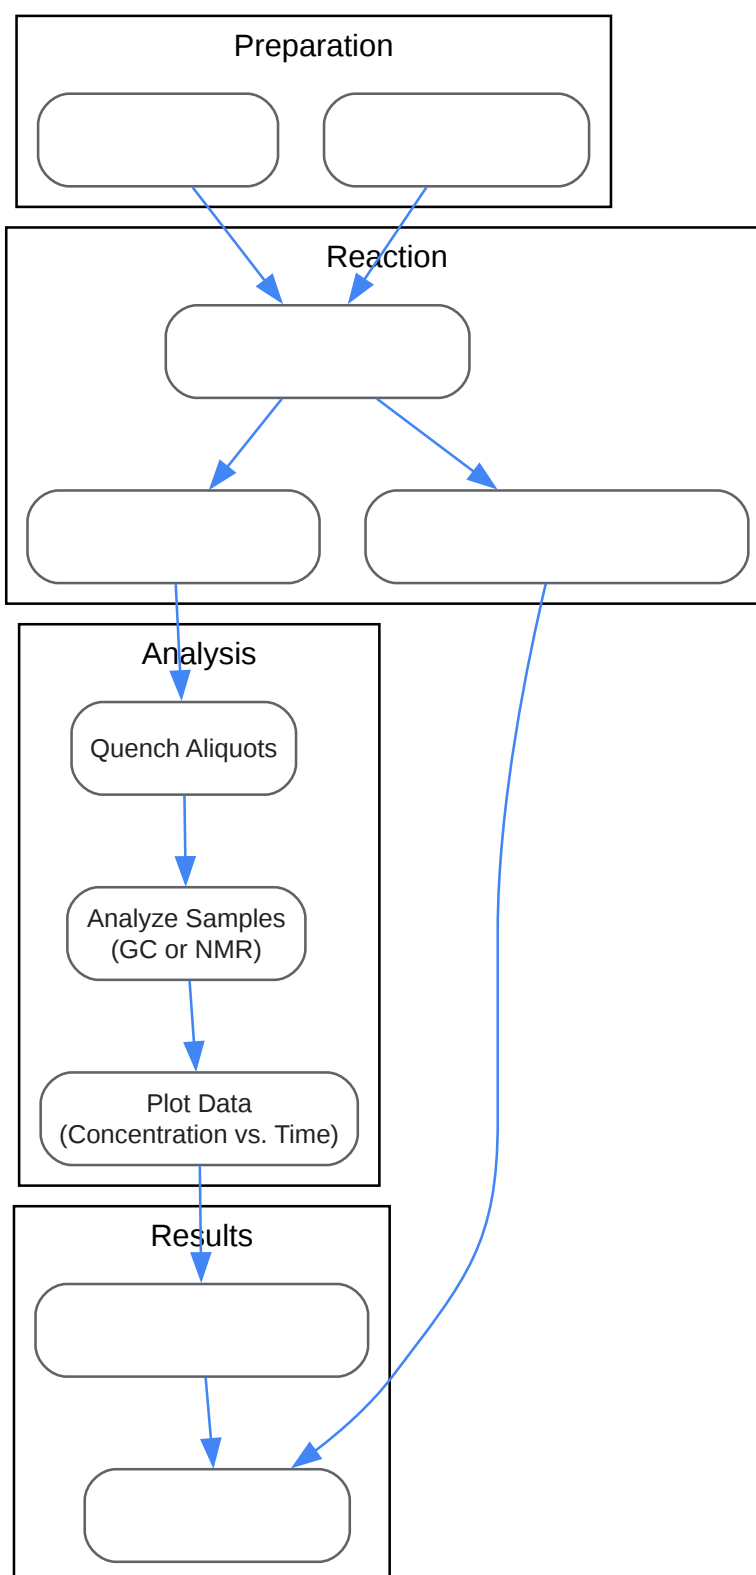 Preparation
Reaction
Analysis
Quench Aliquots
Analyze Samples
(GC or NMR)
Plot Data
(Concentration vs. Time)
Results